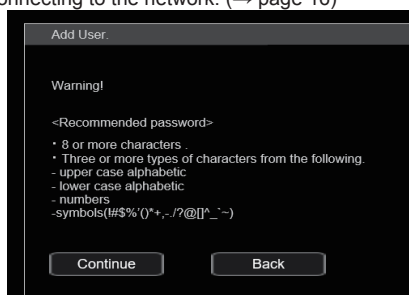 onnecting to the network. (→ page 16)
Add User.
Warning!
<Recommended password>
・8 or more characters .
・Three or more types of characters from the following.
- upper case alphabetic
- lower case alphabetic
- numbers
-symbols(!#$%'()*+,-./?@[]^_`~)
Continue
Back